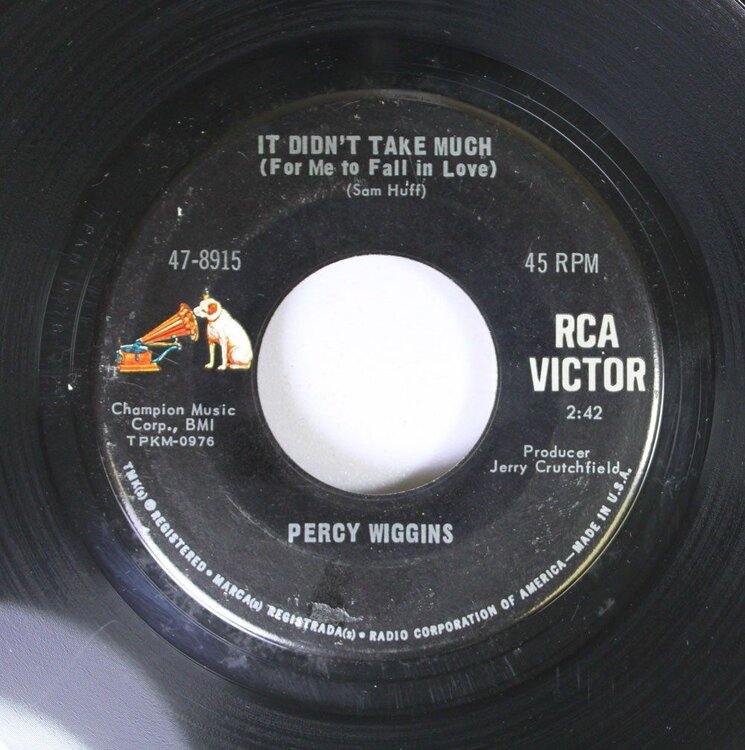 IT DIDN'T TAKE MUCH
(For Me to Fall in Love)
(Sam Huff)
47-8915
45 RPM
RCA
VICTOR
Champion Music
Corp., BMI
TPKM-0976
2:42
Producer
Jerry Crutchfield
PERCY WIGGINS
TMK(s) ® REGISTERED • MARCA(s) REGISTRADA(s) • RADIO CORPORATION OF AMERICA—MADE IN U.S.A.